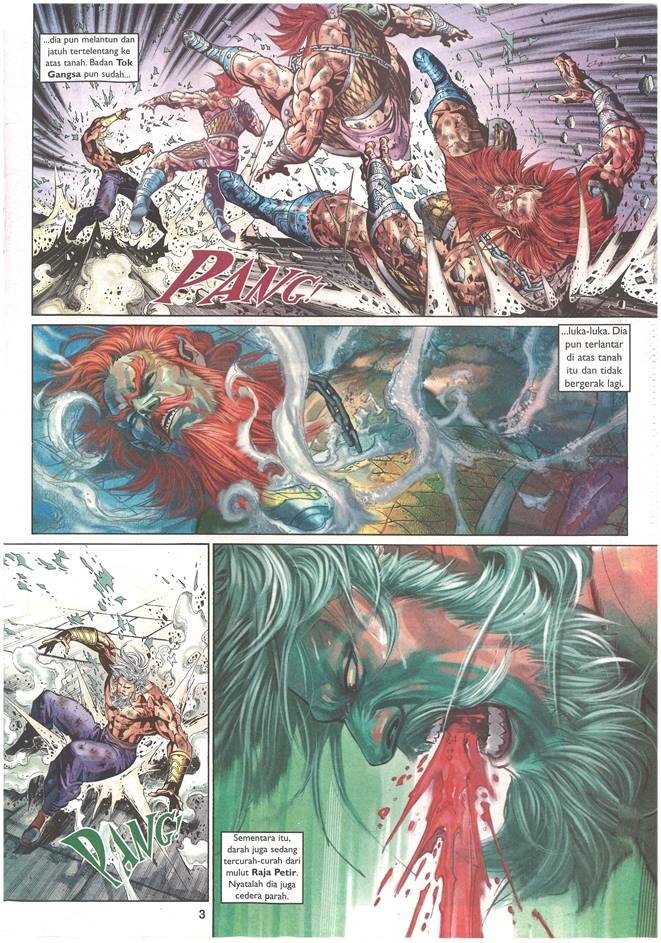 ...dia pun melantun dan
jatuh tertelentang ke
atas tanah. Badan Tok
Gangsa pun sudah...
PANG!
...luka-luka. Dia
pun terlantar
di atas tanah
itu dan tidak
bergerak lagi.
PANG!
Sementara itu,
darah juga sedang
tercurah-curah dari
mulut Raja Petir.
Nyatalah dia juga
cedera parah.
3